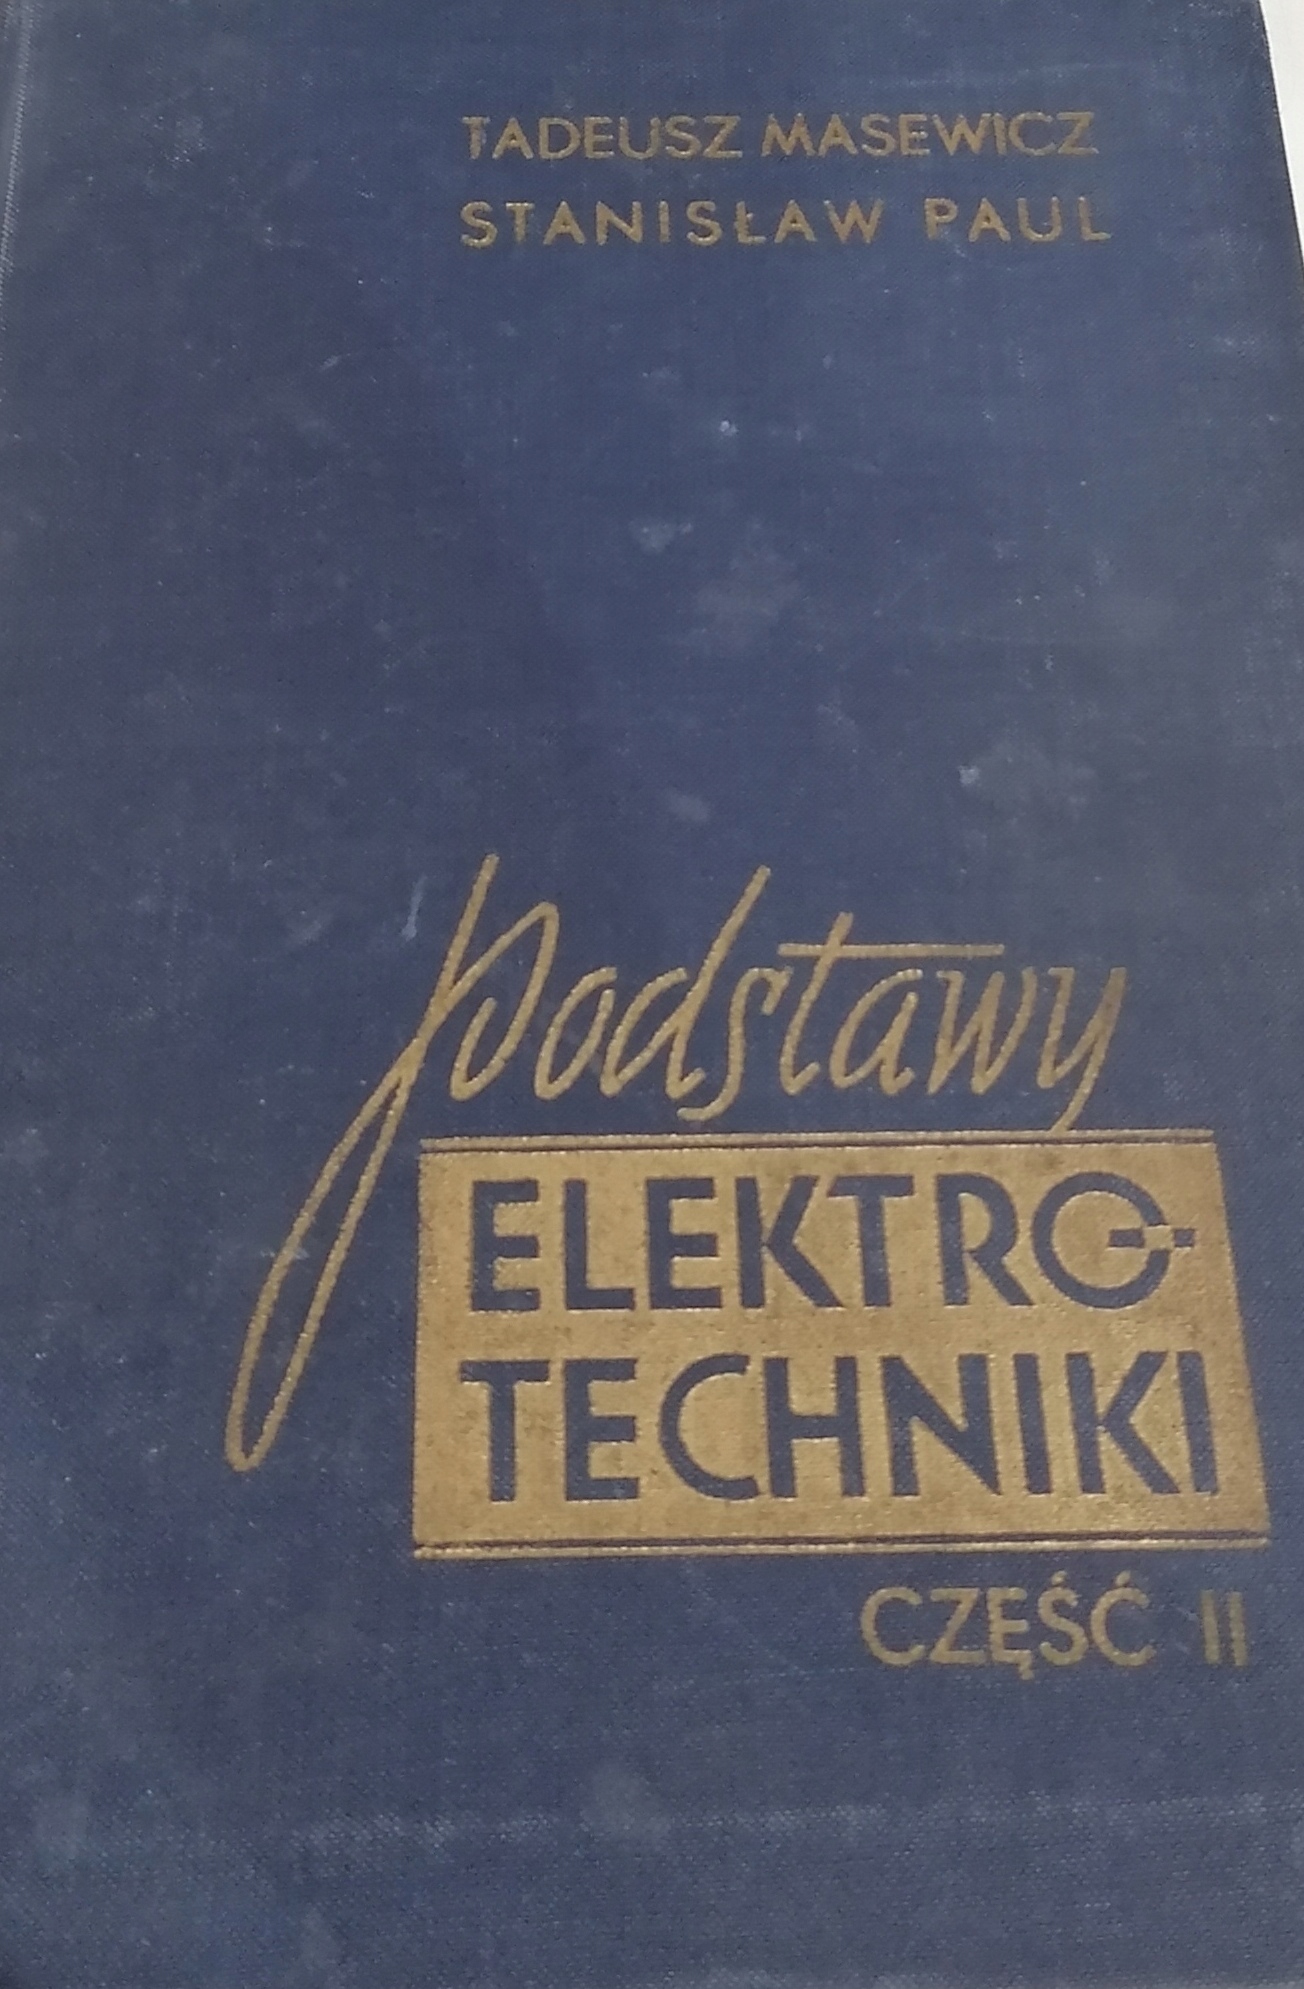 TADEUSZ MASEWICZ
STANISŁAW PAUL
podstawy
ELEKTRO-
TECHNIKI
CZĘŚĆ II